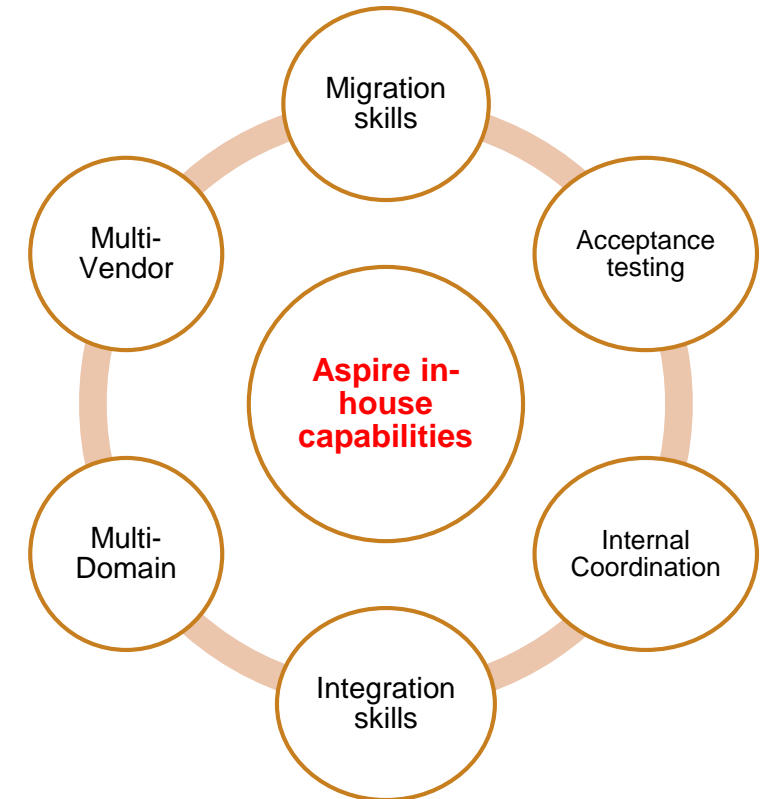 Migration
skills
Multi-
Vendor
Acceptance
testing
Aspire in-
house
capabilities
Multi-
Domain
Internal
Coordination
Integration
skills